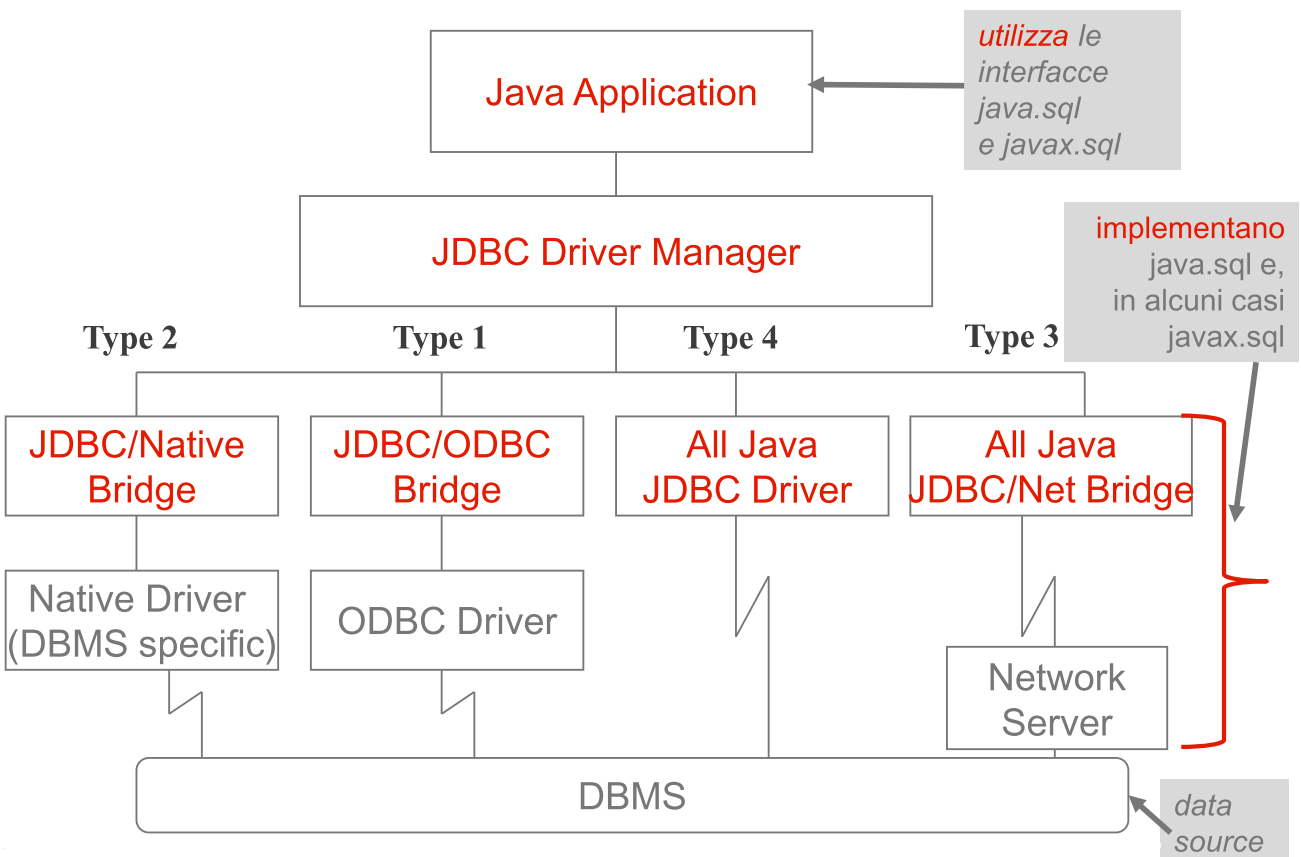 utilizza le
interfacce
java.sql
e javax.sql
Java Application
JDBC Driver Manager
implementano
java.sql e,
in alcuni casi
javax.sql
Type 2
Type 1
Type 4
Type 3
JDBC/Native
Bridge
JDBC/ODBC
Bridge
All Java
JDBC Driver
All Java
JDBC/Net Bridge
Native Driver
(DBMS specific)
ODBC Driver
Network
Server
DBMS
data
source